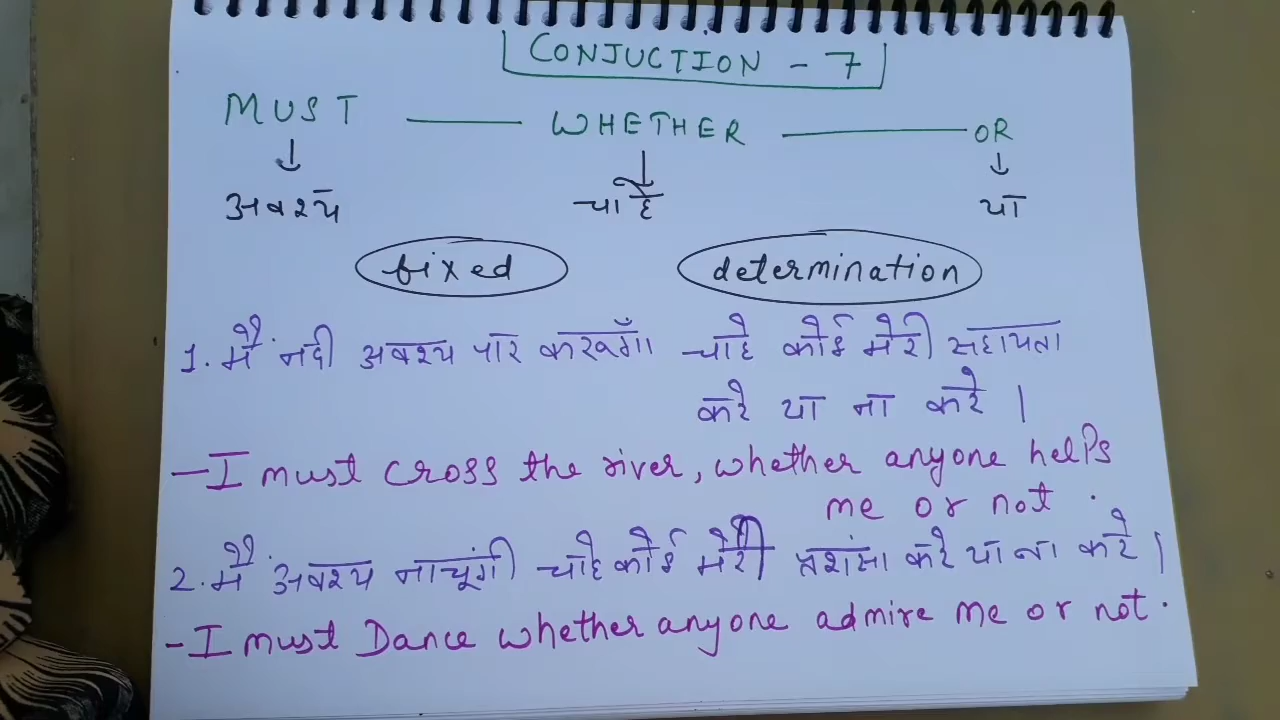 CONJUCTION - 7
MUST — WHETHER — OR
अवश्य चाहे या
fixed determination
1. मैं नदी अवश्य पार करूँगा चाहे कोई मेरी सहायता
करे या ना करे |
- I must cross the river, whether anyone helps
me or not .
2. मैं अवश्य नाचूंगी चाहे कोई मेरी प्रशंसा करे या ना करे |
- I must Dance whether anyone admire me or not.